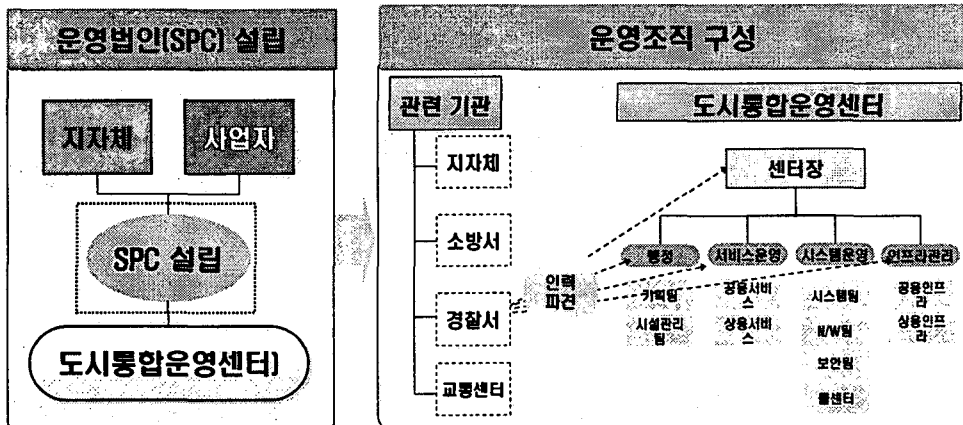 운영법인(SPC) 설립
지자체
사업자
SPC 설립
도시통합운영센터)
운영조직 구성
관련 기관
지자체
소방서
경찰서
교통센터
인력
파견
도시통합운영센터
센터장
행정
서비스운영
시스템운영
인프라관리
시설관리
팀
공용서비
스
상용서비
스
시스템팀
N/W팀
보안팀
콜센터
공용인프
라
상용인프
라